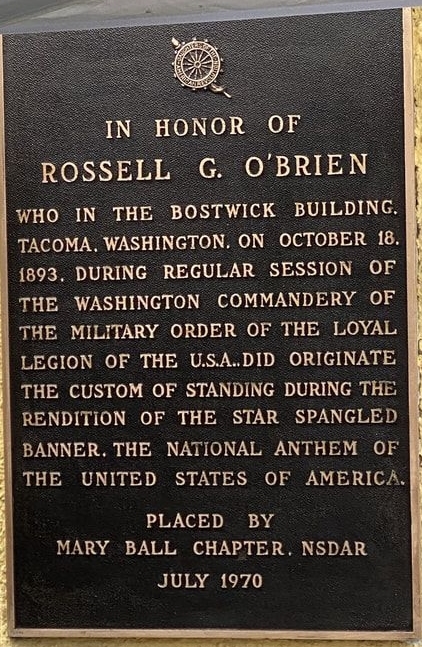 IN HONOR OF
ROSSELL G. O'BRIEN
WHO IN THE BOSTWICK BUILDING,
TACOMA, WASHINGTON, ON OCTOBER 18,
1893, DURING REGULAR SESSION OF
THE WASHINGTON COMMANDERY OF
THE MILITARY ORDER OF THE LOYAL
LEGION OF THE U.S.A., DID ORIGINATE
THE CUSTOM OF STANDING DURING THE
RENDITION OF THE STAR SPANGLED
BANNER, THE NATIONAL ANTHEM OF
THE UNITED STATES OF AMERICA.
PLACED BY
MARY BALL CHAPTER, NSDAR
JULY 1970